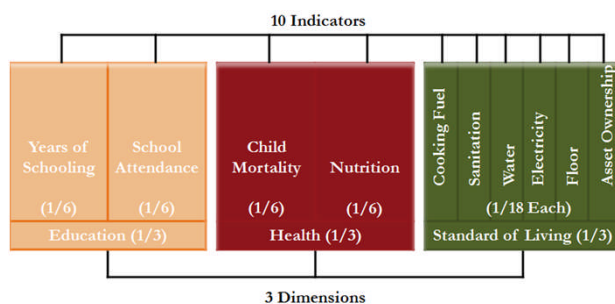 10 Indicators
Years of
Schooling
(1/6)
School
Attendance
(1/6)
Education (1/3)
Child
Mortality
(1/6)
Nutrition
(1/6)
Health (1/3)
Cooking Fuel
Sanitation
Water
Electricity
Floor
Asset Ownership
(1/18 Each)
Standard of Living (1/3)
3 Dimensions